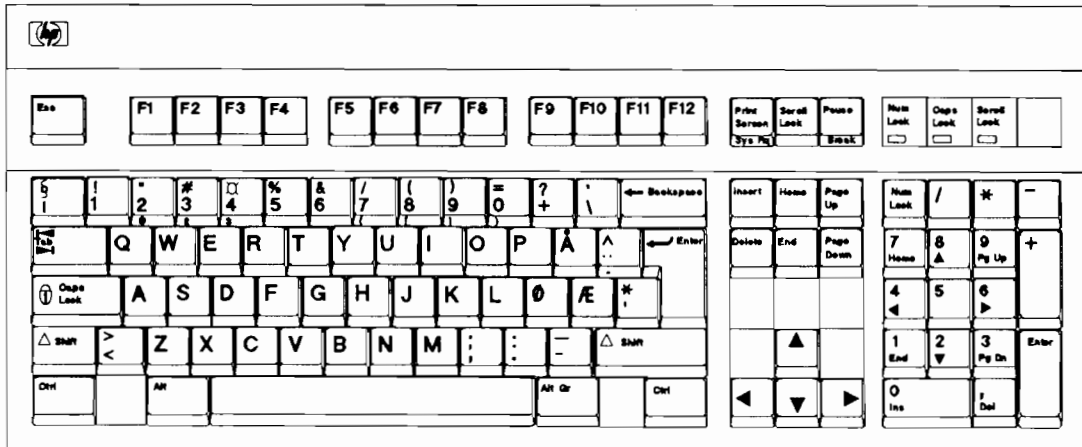 hp
Esc F1 F2 F3 F4 F5 F6 F7 F8 F9 F10 F11 F12 Print Screen Scroll Lock Pause Num Lock Caps Lock Scroll Lock
Sys Rq Break
§ ! " # ¤ % & / ( ) = ? ` ← Backspace Insert Home Page Up Num Lock / * -
1 2 3 4 5 6 7 8 9 0 + \
@ £ $ { [ ] }
Tab Q W E R T Y U I O P Å ^ ¨ ↵ Enter Delete End Page Down 7 Home 8 ▲ 9 Pg Up +
Caps Lock A S D F G H J K L Ø Æ * ' 4 ◀ 5 6 ▶
△ Shift > < Z X C V B N M ; , : . _ - △ Shift ▲ 1 End 2 ▼ 3 Pg Dn Enter
Ctrl Alt Alt Gr Ctrl ◀ ▼ ▶ 0 Ins , Del